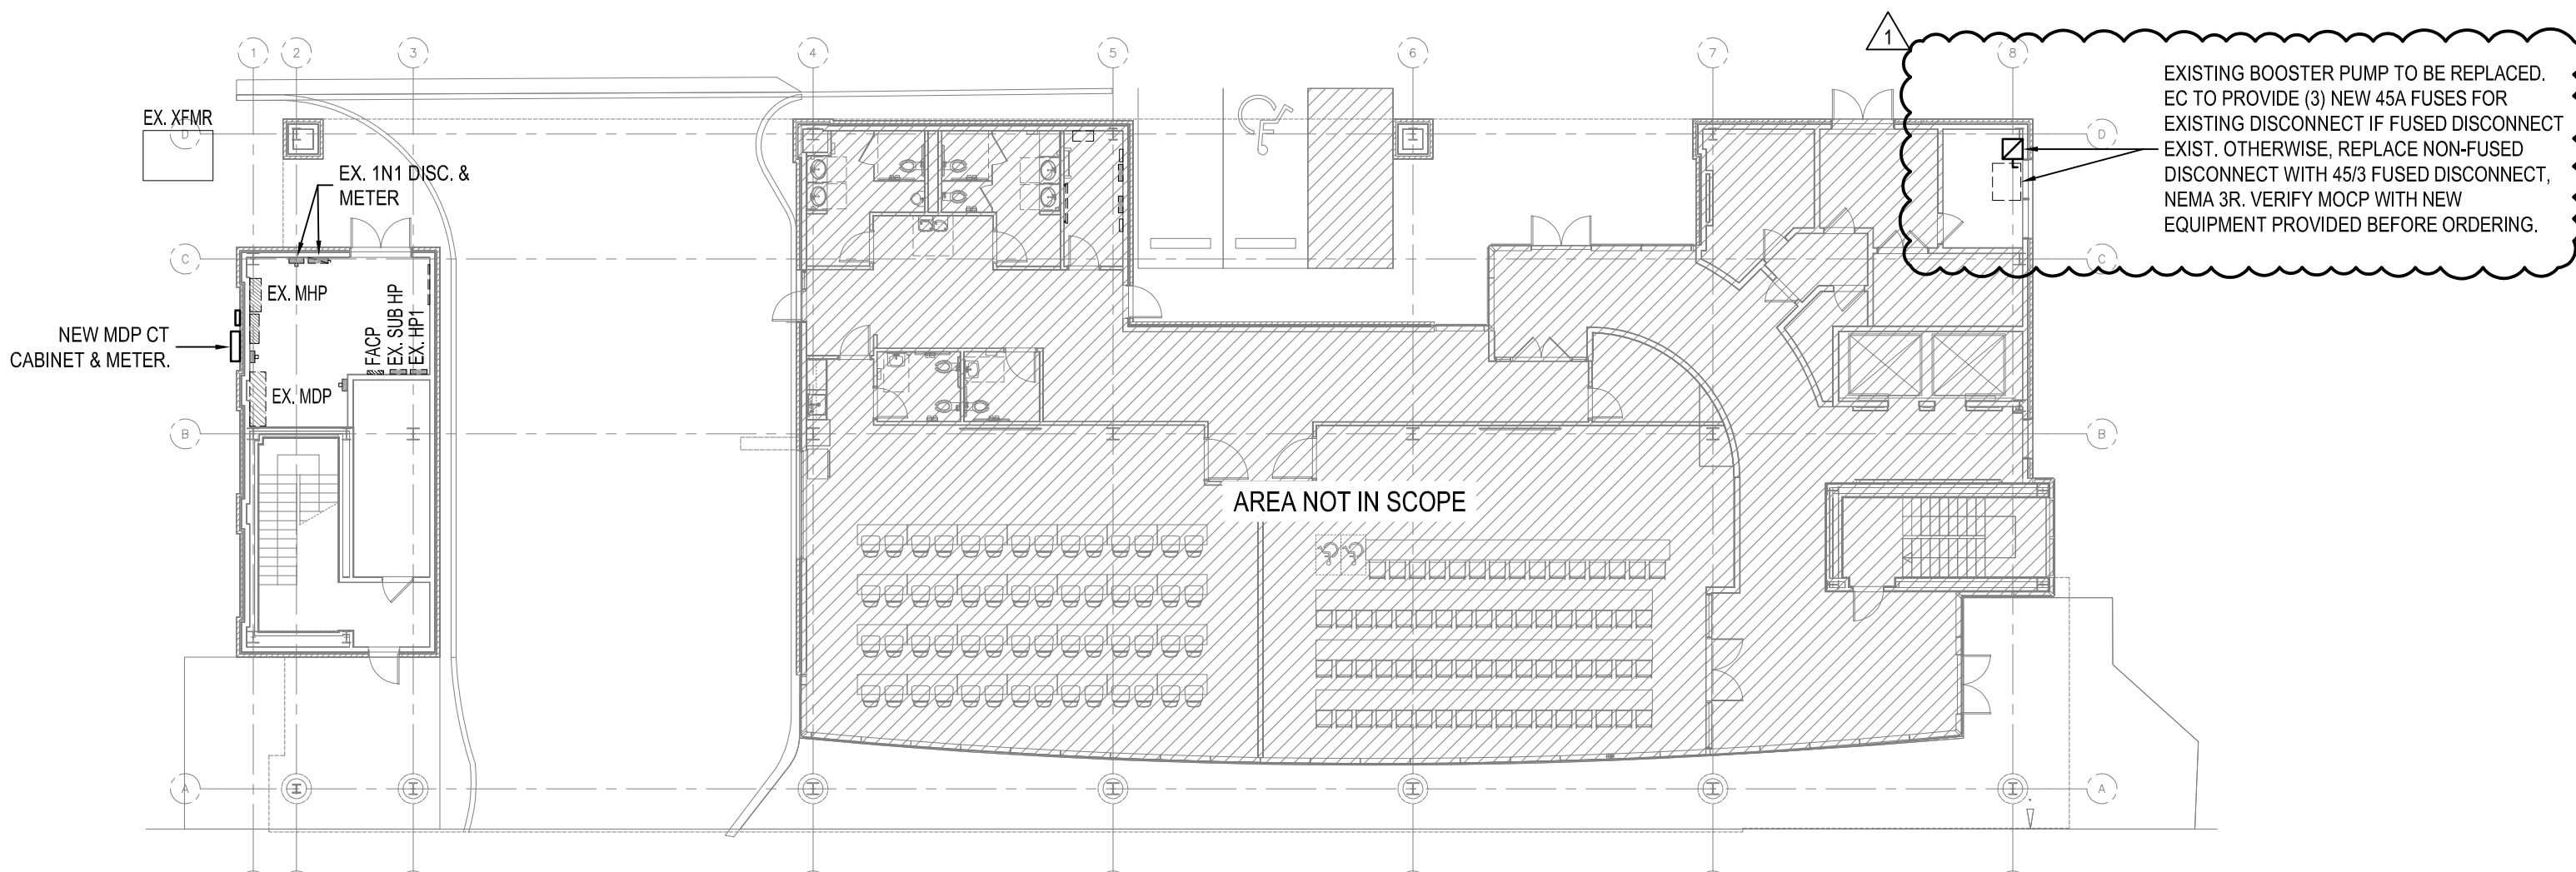 1
2
3
4
5
6
7
8
1
EXISTING BOOSTER PUMP TO BE REPLACED.
EC TO PROVIDE (3) NEW 45A FUSES FOR
EXISTING DISCONNECT IF FUSED DISCONNECT
EXIST. OTHERWISE, REPLACE NON-FUSED
DISCONNECT WITH 45/3 FUSED DISCONNECT,
NEMA 3R. VERIFY MOCP WITH NEW
EQUIPMENT PROVIDED BEFORE ORDERING.
EX. XFMR
D
D
EX. 1N1 DISC. &
METER
C
C
EX. MHP
NEW MDP CT
CABINET & METER.
FACP
EX. SUB HP
EX. HP1
EX. MDP
B
B
AREA NOT IN SCOPE
A
A